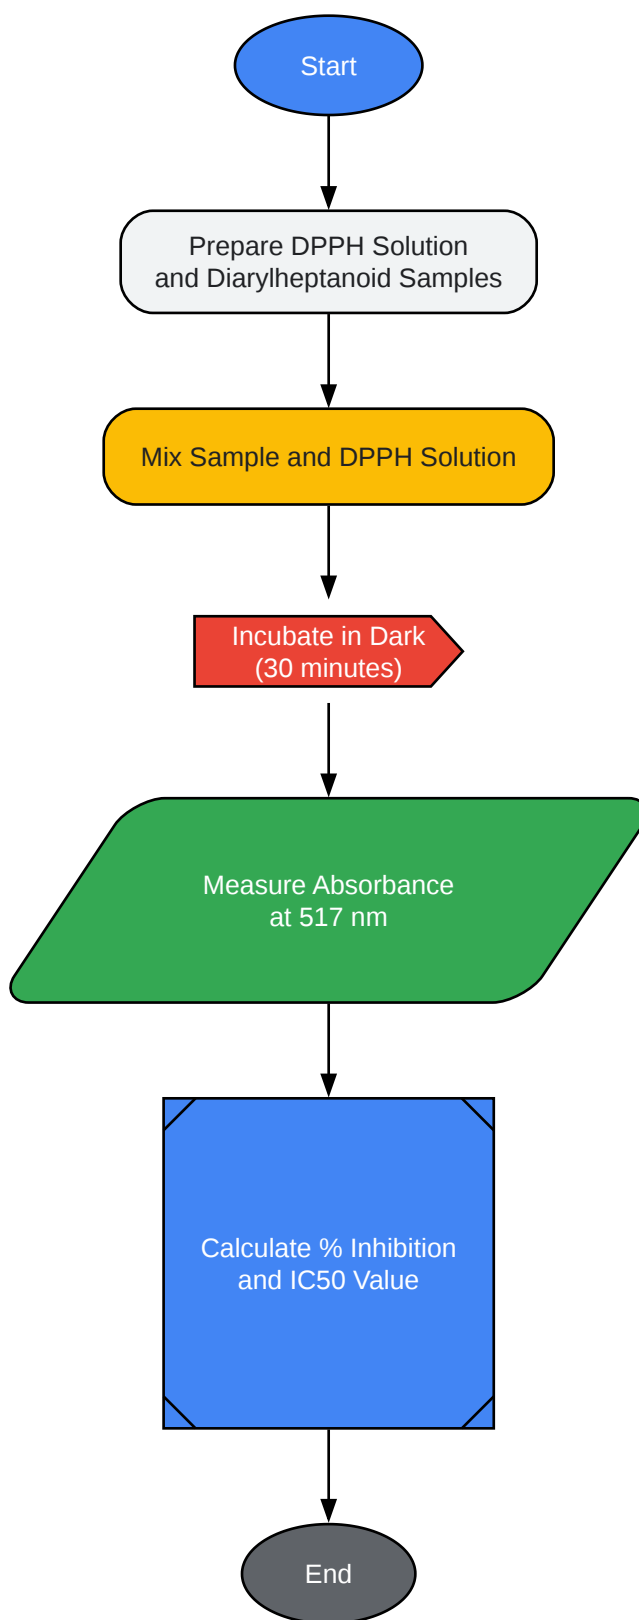 Start
Prepare DPPH Solution
and Diarylheptanoid Samples
Mix Sample and DPPH Solution
Incubate in Dark
(30 minutes)
Measure Absorbance
at 517 nm
Calculate % Inhibition
and IC50 Value
End